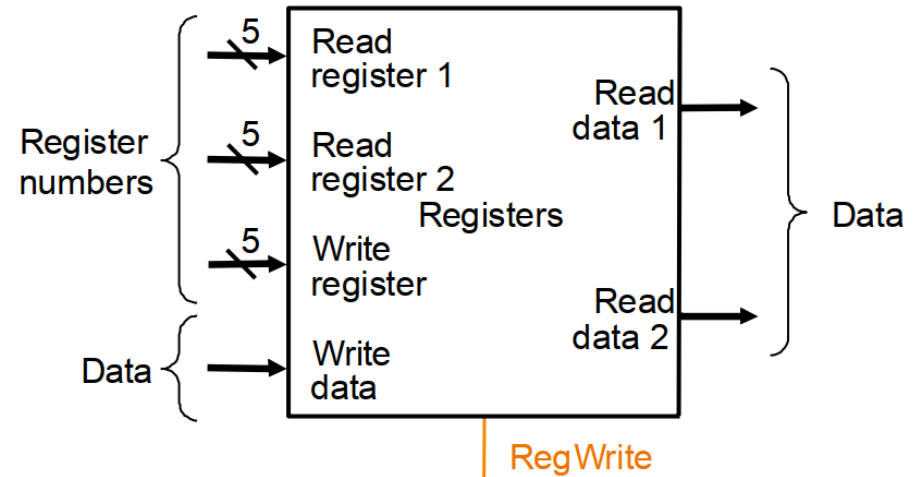 5
Read
register 1
5
Read
register 2
5
Write
register
Write
data
Register
numbers
Data
Registers
Read
data 1
Read
data 2
Data
RegWrite